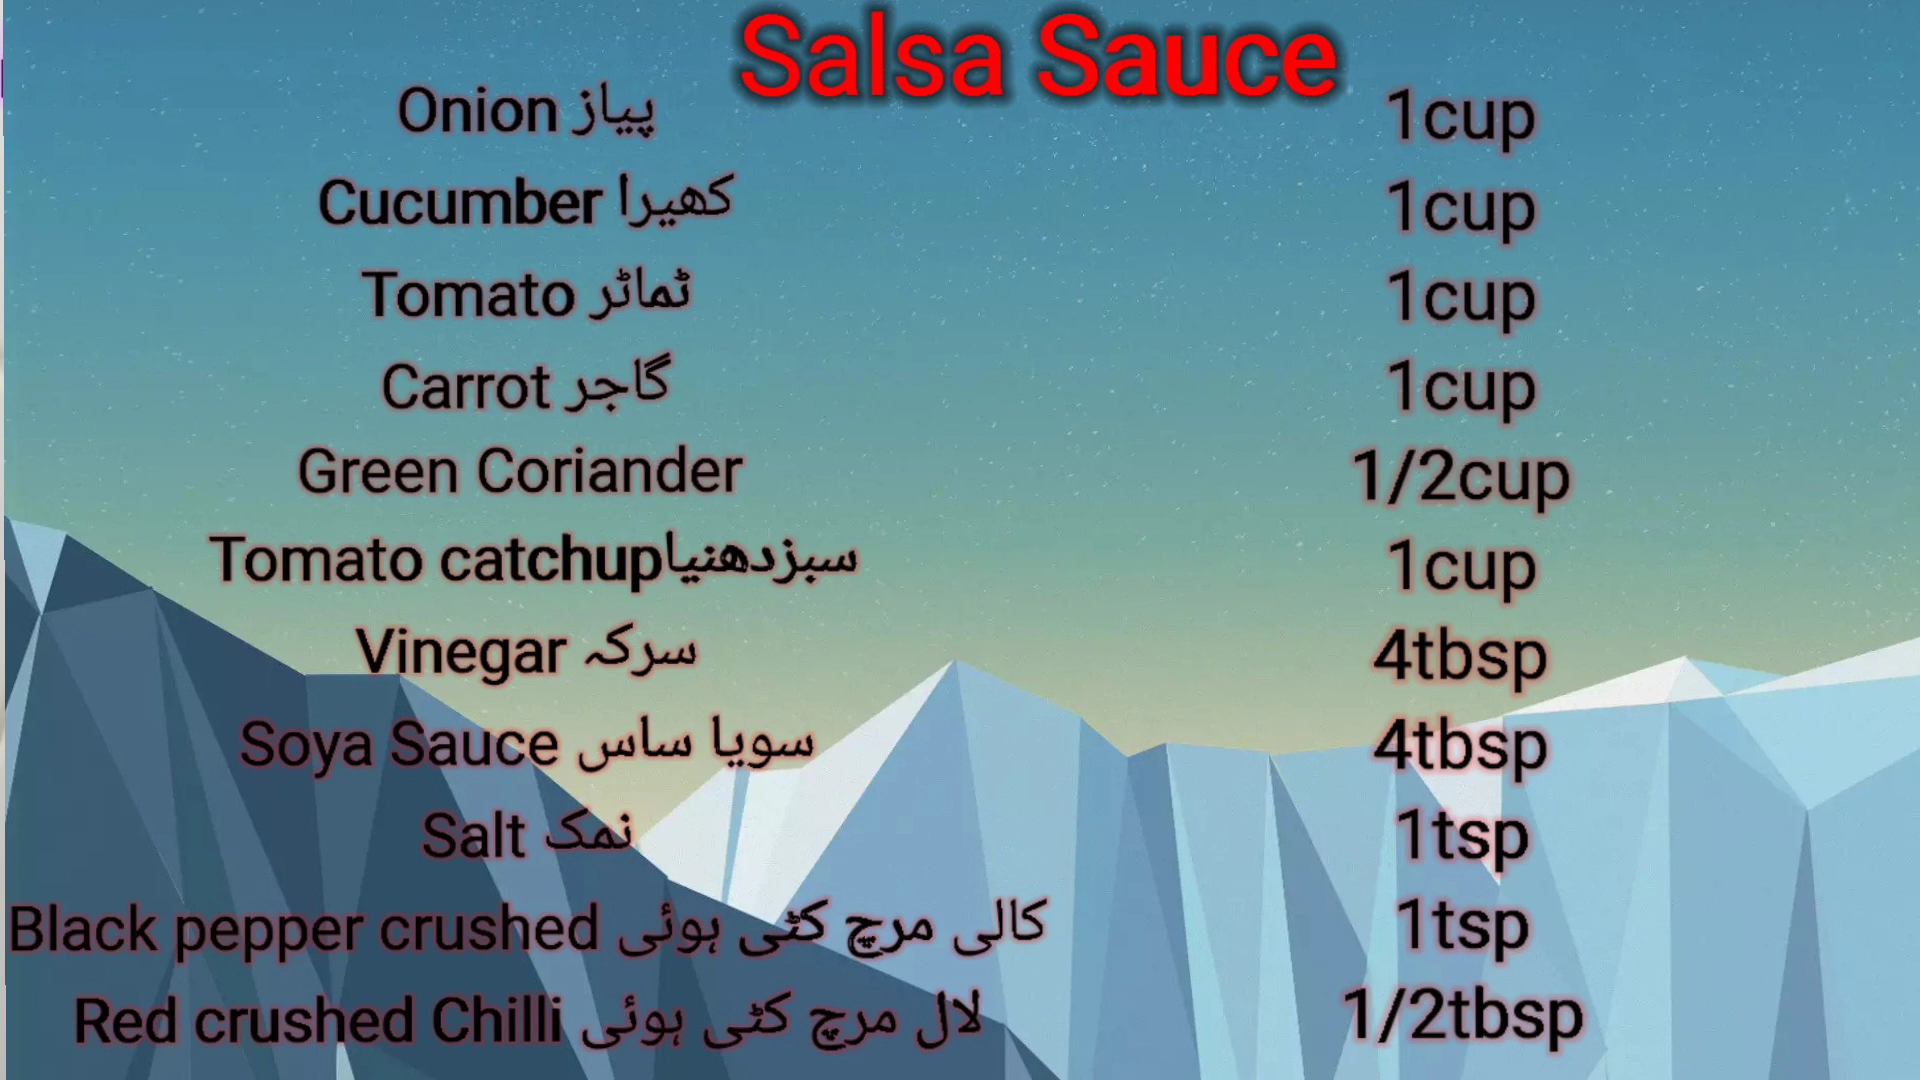 Salsa Sauce
Onion پیاز 1cup
Cucumber کھیرا 1cup
Tomato ٹماٹر 1cup
Carrot گاجر 1cup
Green Coriander 1/2cup
Tomato catchupسبزدھنیا 1cup
Vinegar سرکہ 4tbsp
Soya Sauce سویا ساس 4tbsp
Salt نمک 1tsp
Black pepper crushed کالی مرچ کٹی ہوئی 1tsp
Red crushed Chilli لال مرچ کٹی ہوئی 1/2tbsp